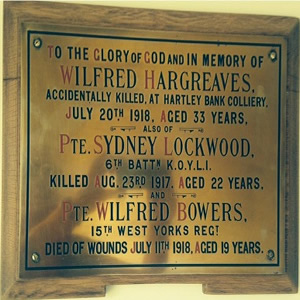 TO THE GLORY OF GOD AND IN MEMORY OF
WILFRED HARGREAVES,
ACCIDENTALLY KILLED, AT HARTLEY BANK COLLIERY,
JULY 20TH 1918, AGED 33 YEARS,
ALSO OF
PTE. SYDNEY LOCKWOOD,
6TH BATTN K.O.Y.L.I.
KILLED AUG. 23RD 1917, AGED 22 YEARS,
AND
PTE. WILFRED BOWERS,
15TH WEST YORKS REGT.
DIED OF WOUNDS JULY 11TH 1918, AGED 19 YEARS.